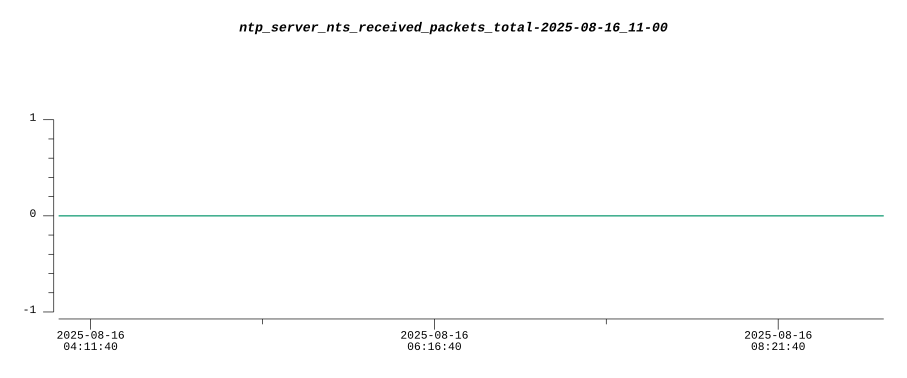 ntp_server_nts_received_packets_total-2025-08-16_11-00
1
0
-1
2025-08-16 2025-08-16 2025-08-16
04:11:40 06:16:40 08:21:40